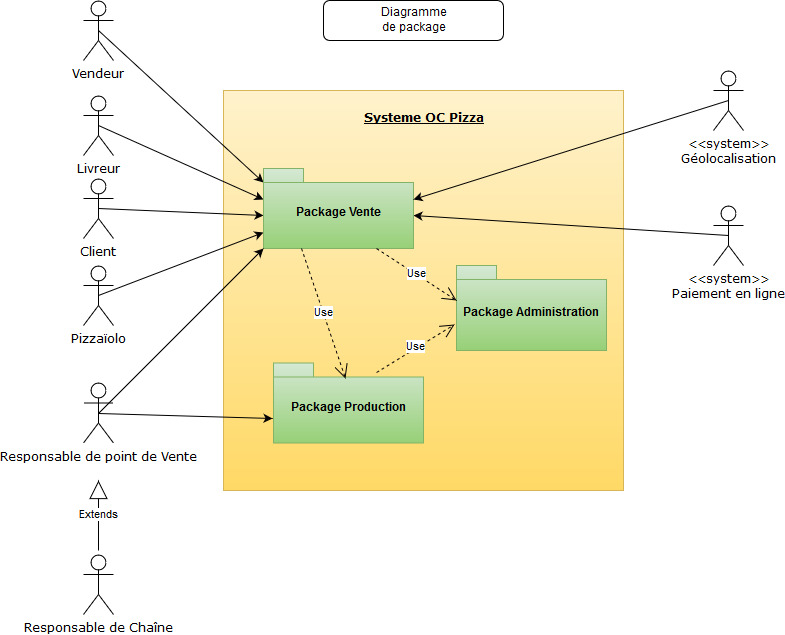 Diagramme
de package
Vendeur
Systeme OC Pizza
<<system>>
Géolocalisation
Livreur
Package Vente
Client
Use
<<system>>
Paiement en ligne
Package Administration
Use
Pizzaïolo
Use
Package Production
Responsable de point de Vente
Extends
Responsable de Chaîne